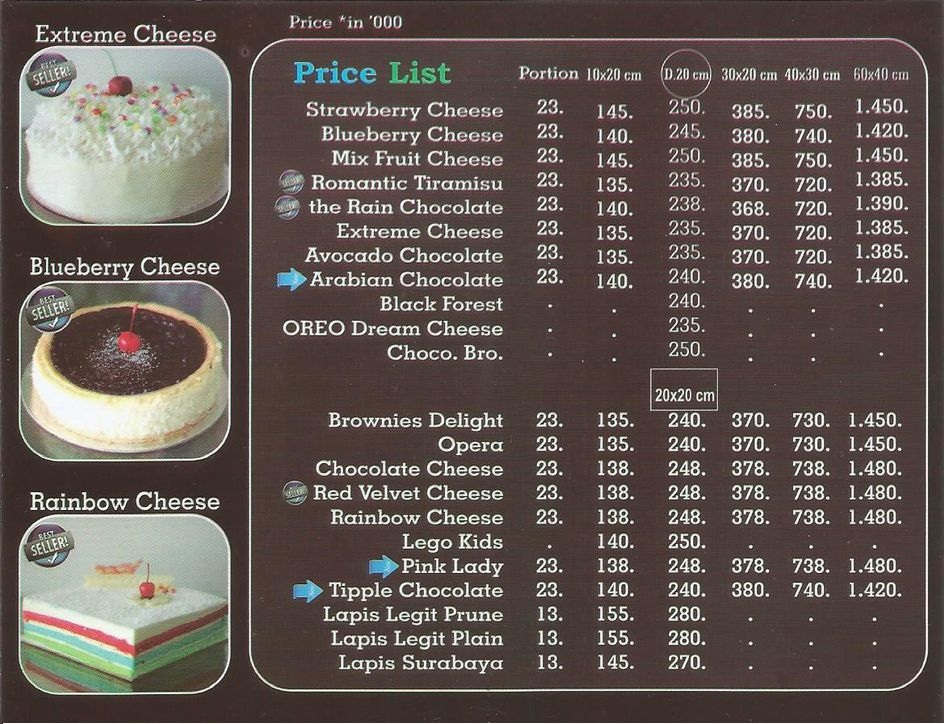 Price *in '000
Extreme Cheese
BEST SELLER!
Blueberry Cheese
BEST SELLER!
Rainbow Cheese
BEST SELLER!
Price List Portion 10x20 cm D.20 cm 30x20 cm 40x30 cm 60x40 cm
Strawberry Cheese 23. 145. 250. 385. 750. 1.450.
Blueberry Cheese 23. 140. 245. 380. 740. 1.420.
Mix Fruit Cheese 23. 145. 250. 385. 750. 1.450.
Romantic Tiramisu 23. 135. 235. 370. 720. 1.385.
the Rain Chocolate 23. 140. 238. 368. 720. 1.390.
Extreme Cheese 23. 135. 235. 370. 720. 1.385.
Avocado Chocolate 23. 135. 235. 370. 720. 1.385.
Arabian Chocolate 23. 140. 240. 380. 740. 1.420.
Black Forest . . 240. . . .
OREO Dream Cheese . . 235. . . .
Choco. Bro. . . 250. . . .
20x20 cm
Brownies Delight 23. 135. 240. 370. 730. 1.450.
Opera 23. 135. 240. 370. 730. 1.450.
Chocolate Cheese 23. 138. 248. 378. 738. 1.480.
Red Velvet Cheese 23. 138. 248. 378. 738. 1.480.
Rainbow Cheese 23. 138. 248. 378. 738. 1.480.
Lego Kids . 140. 250. . . .
Pink Lady 23. 138. 248. 378. 738. 1.480.
Tipple Chocolate 23. 140. 240. 380. 740. 1.420.
Lapis Legit Prune 13. 155. 280. . . .
Lapis Legit Plain 13. 155. 280. . . .
Lapis Surabaya 13. 145. 270. . . .